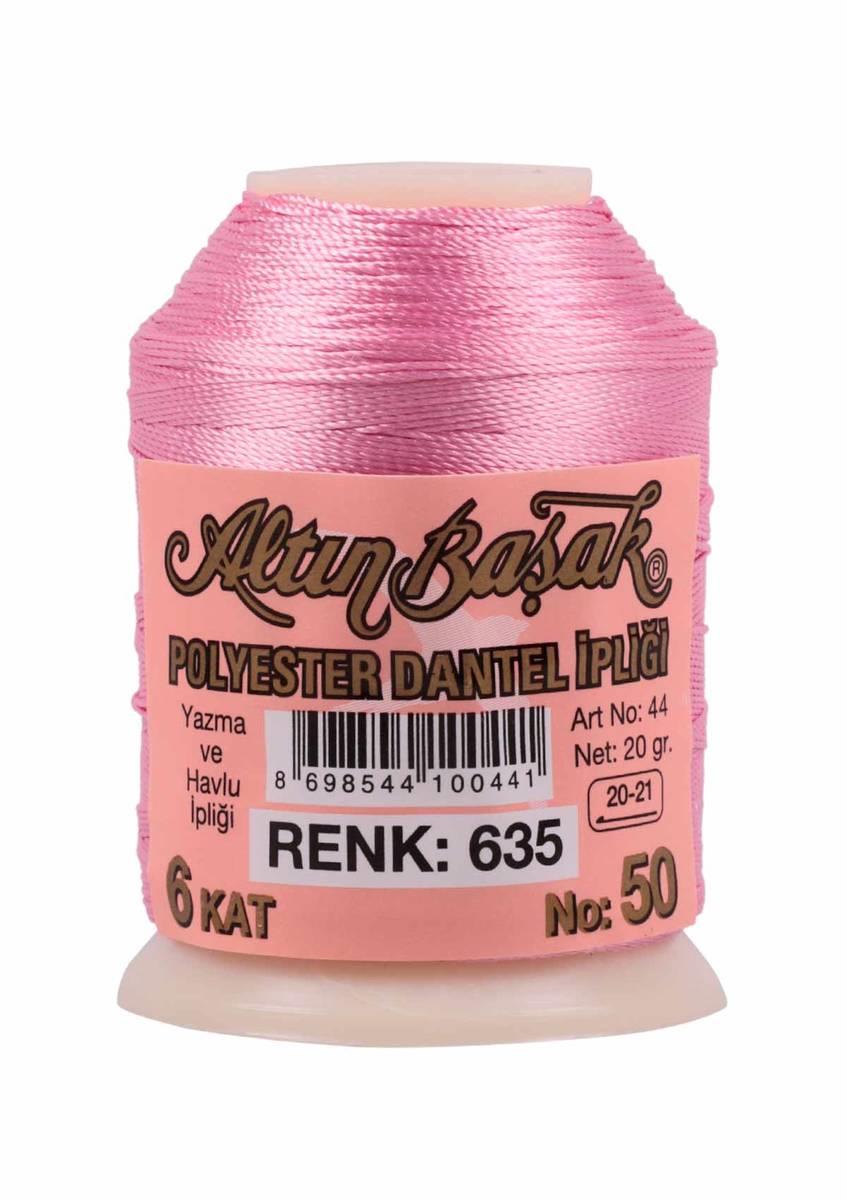 Altın Başak ®
POLYESTER DANTEL İPLİĞİ
Yazma
ve
Havlu
İpliği
8 698544 100441
Art No: 44
Net: 20 gr.
20-21
RENK: 635
6 KAT
No: 50